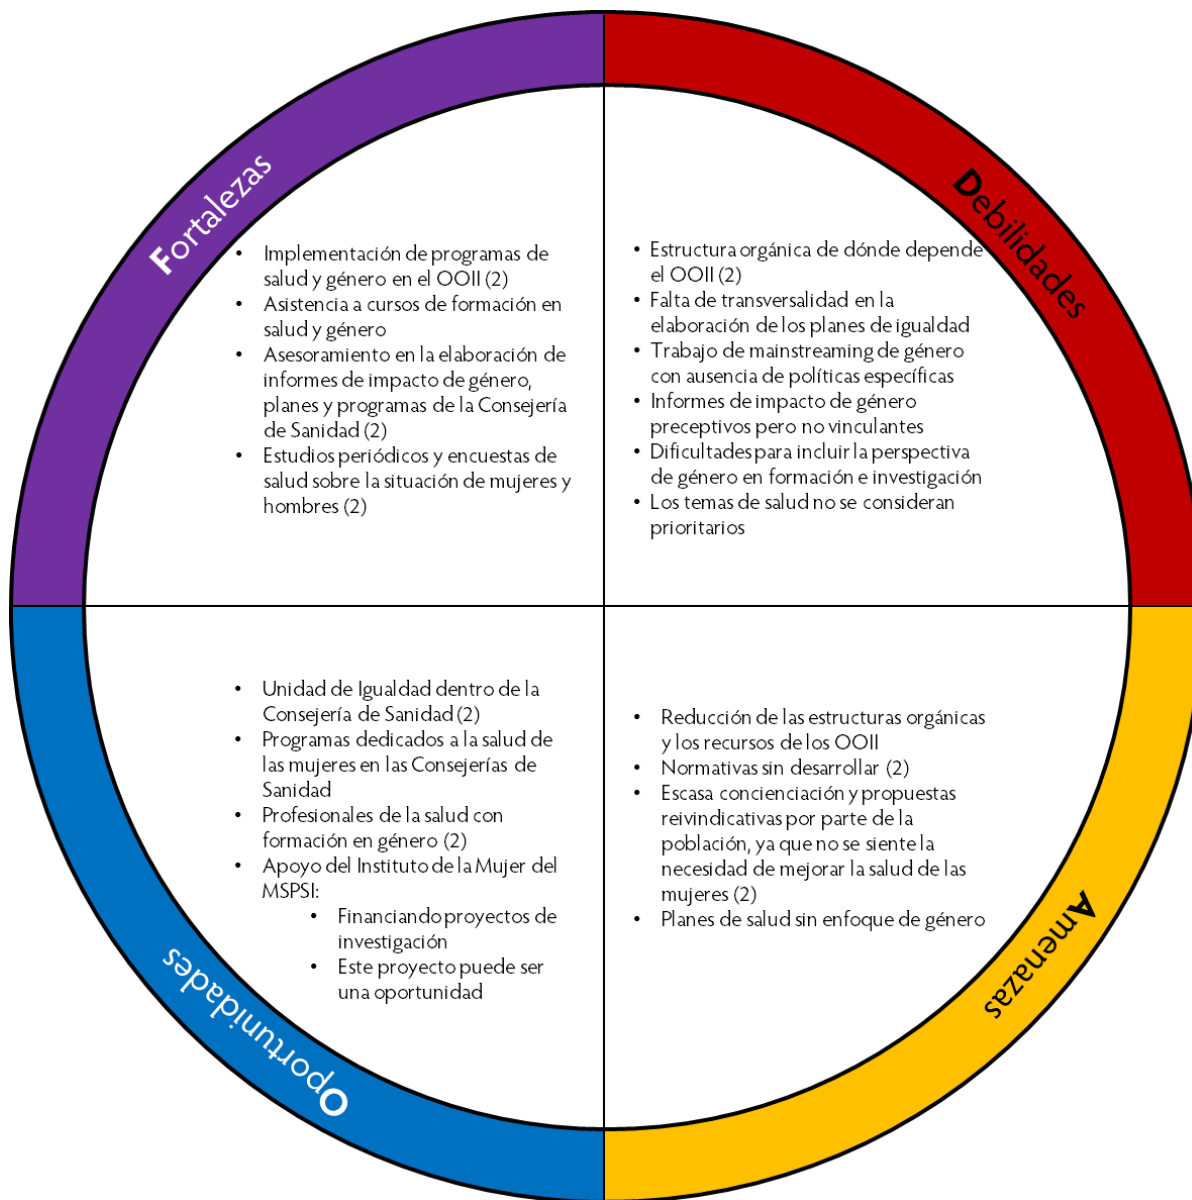 Fortalezas
• Implementación de programas de
salud y género en el OOII (2)
• Asistencia a cursos de formación en
salud y género
• Asesoramiento en la elaboración de
informes de impacto de género,
planes y programas de la Consejería
de Sanidad (2)
• Estudios periódicos y encuestas de
salud sobre la situación de mujeres y
hombres (2)
Debilidades
• Estructura orgánica de dónde depende
el OOII (2)
• Falta de transversalidad en la
elaboración de los planes de igualdad
• Trabajo de mainstreaming de género
con ausencia de políticas específicas
• Informes de impacto de género
preceptivos pero no vinculantes
• Dificultades para incluir la perspectiva
de género en formación e investigación
• Los temas de salud no se consideran
prioritarios
Oportunidades
• Unidad de Igualdad dentro de la
Consejería de Sanidad (2)
• Programas dedicados a la salud de
las mujeres en las Consejerías de
Sanidad
• Profesionales de la salud con
formación en género (2)
• Apoyo del Instituto de la Mujer del
MSPSI:
• Financiando proyectos de
investigación
• Este proyecto puede ser
una oportunidad
Amenazas
• Reducción de las estructuras orgánicas
y los recursos de los OOII
• Normativas sin desarrollar (2)
• Escasa concienciación y propuestas
reivindicativas por parte de la
población, ya que no se siente la
necesidad de mejorar la salud de las
mujeres (2)
• Planes de salud sin enfoque de género